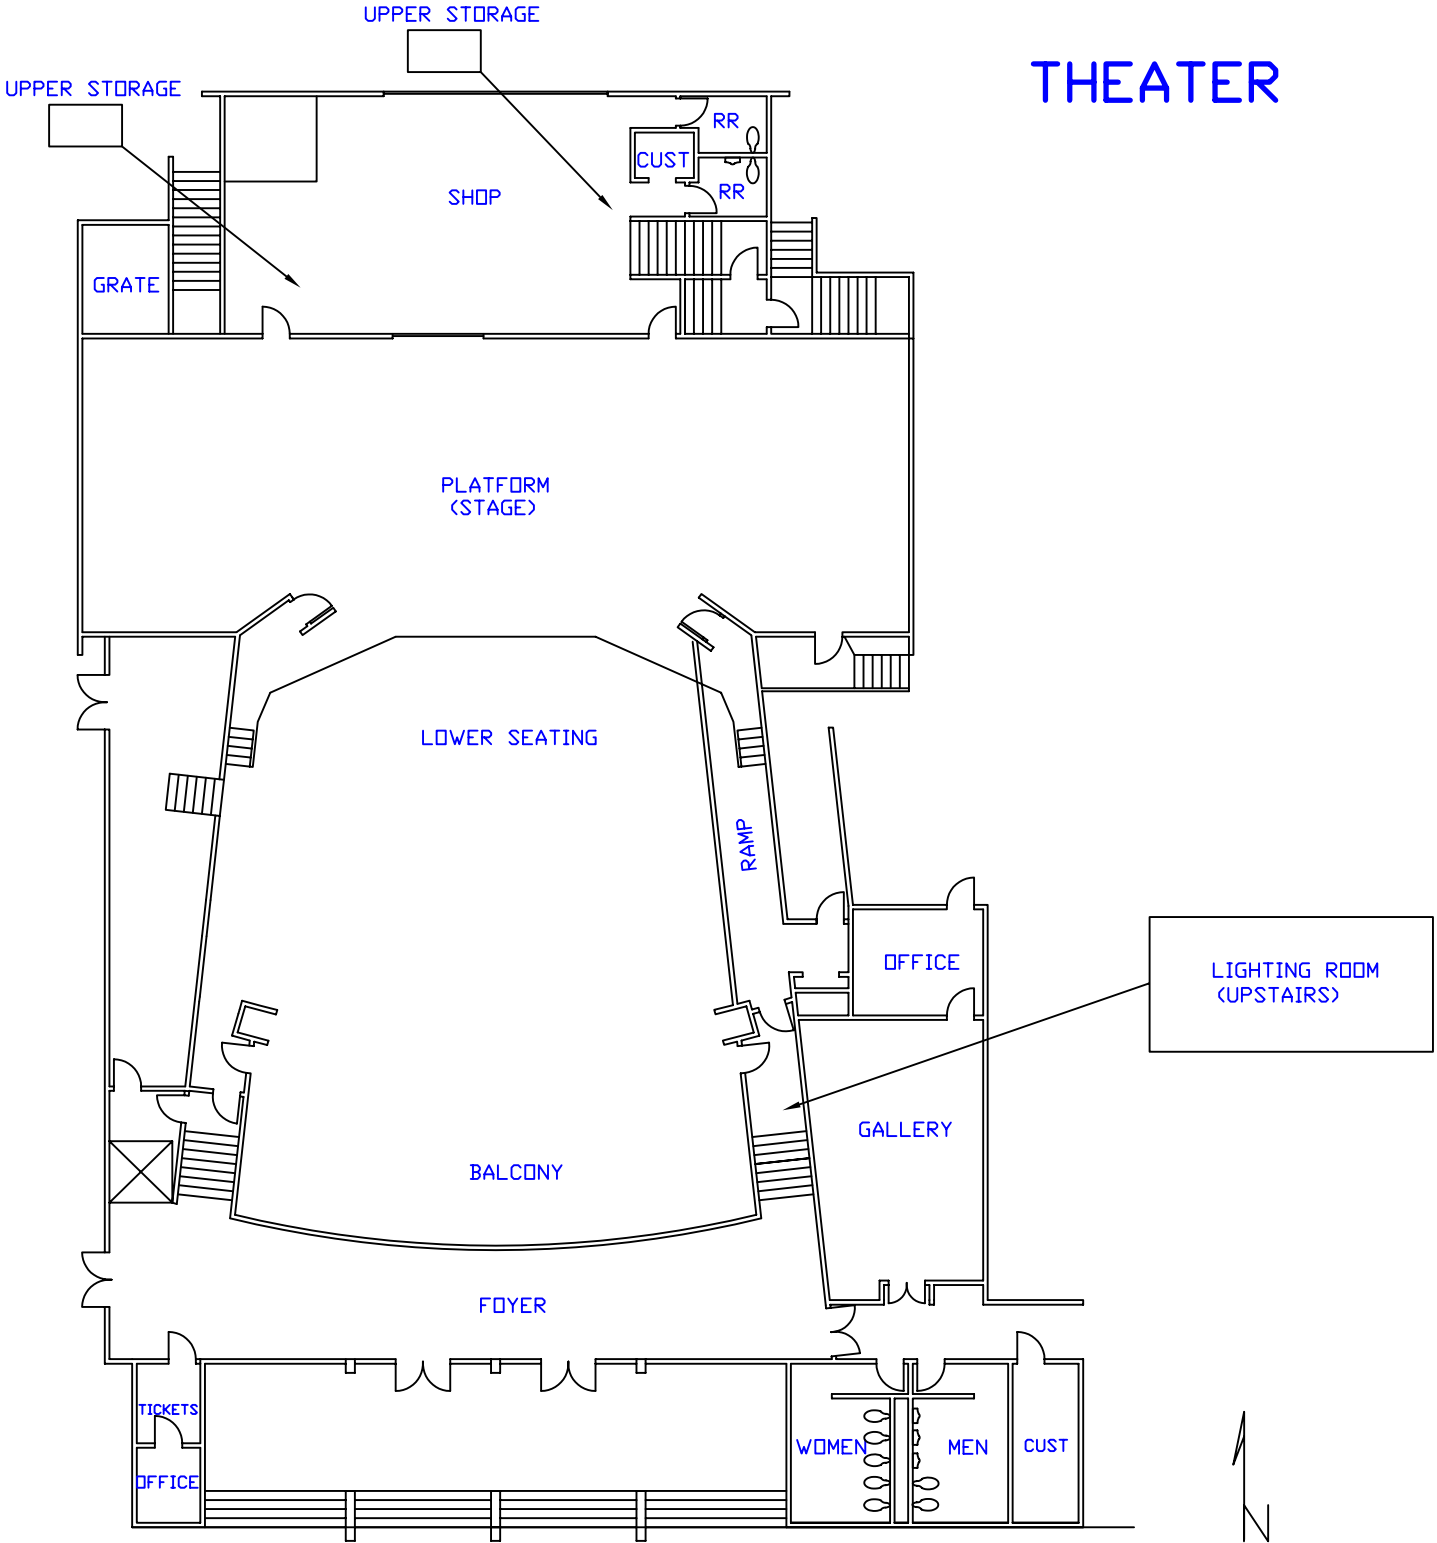 UPPER STORAGE
THEATER
UPPER STORAGE
RR
CUST
RR
SHOP
GRATE
PLATFORM
(STAGE)
LOWER SEATING
RAMP
OFFICE
LIGHTING ROOM
(UPSTAIRS)
GALLERY
BALCONY
FOYER
TICKETS
WOMEN
MEN
CUST
OFFICE
N